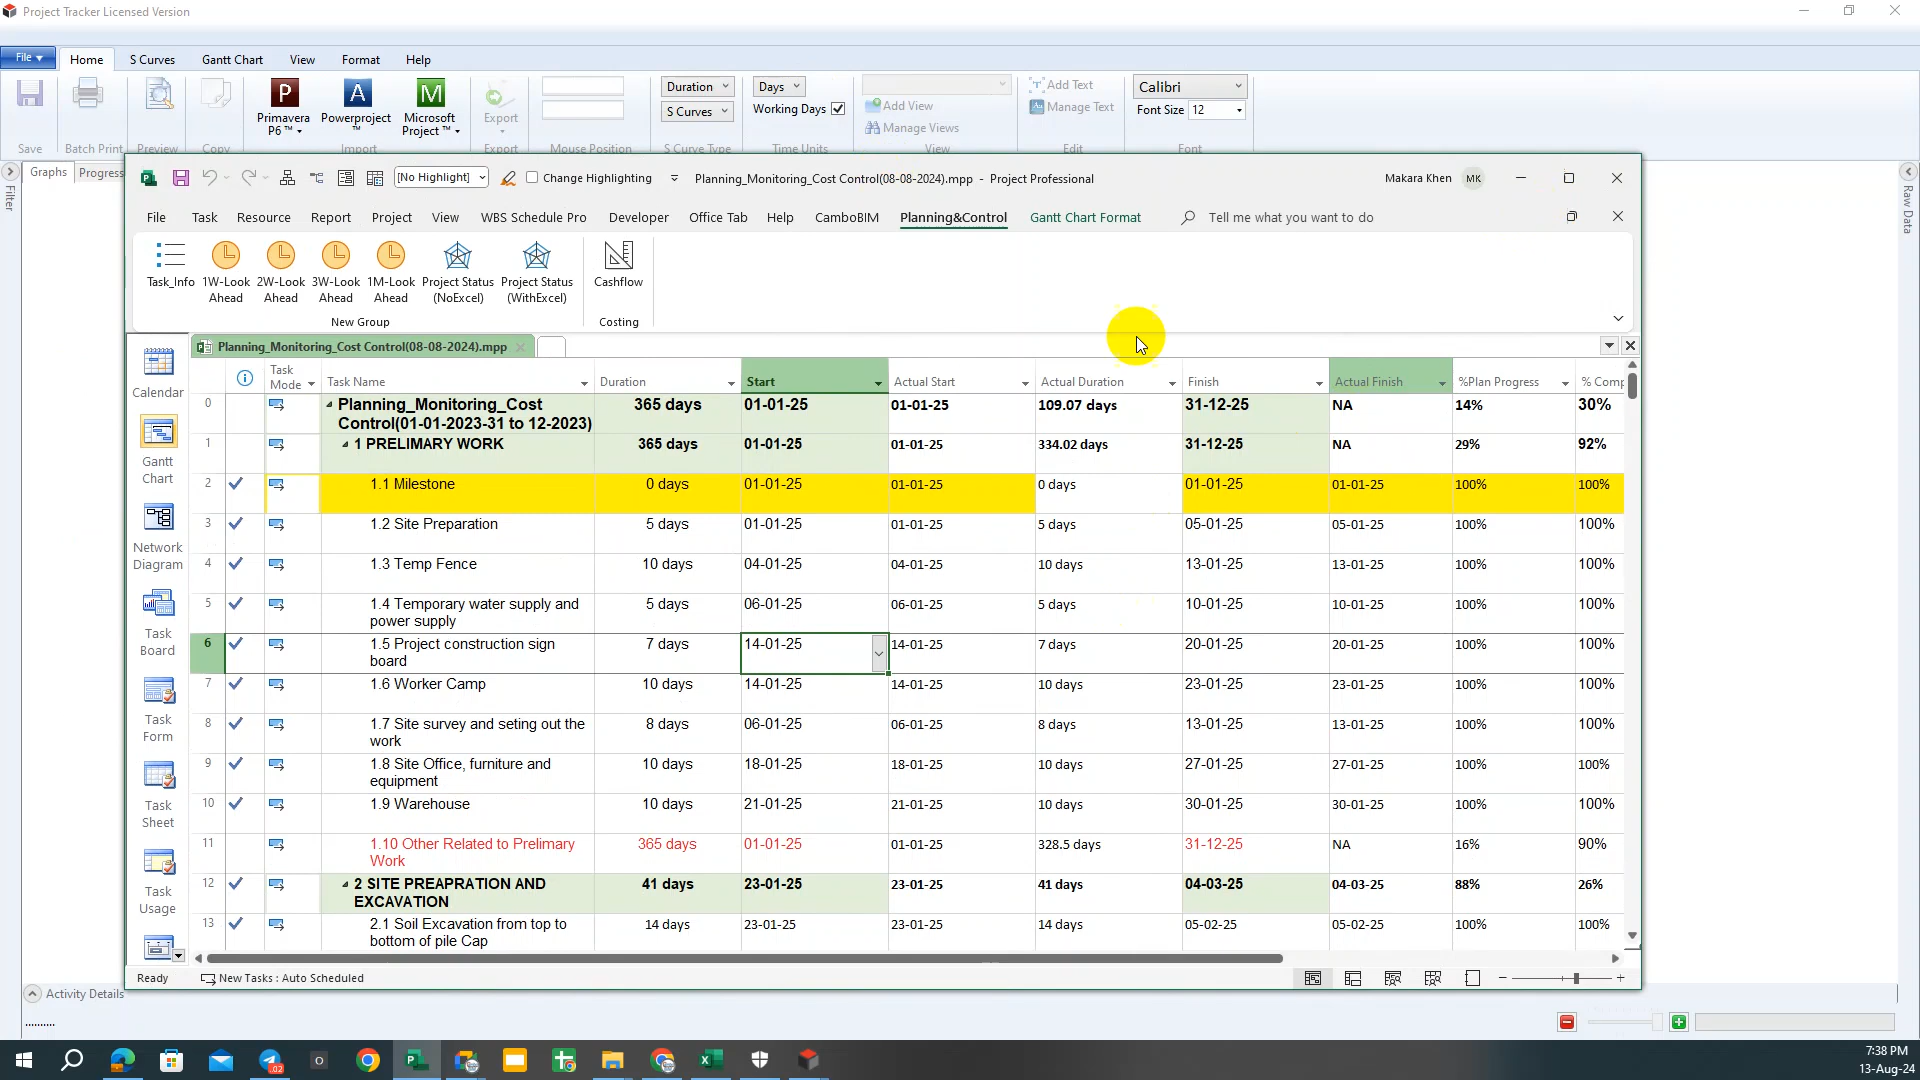 Project Tracker Licensed Version
File Home S Curves Gantt Chart View Format Help
Primavera P6 ™ Powerproject ™ Microsoft Project ™ Export
Duration S Curves Days Working Days
Add View Manage Views
Add Text Manage Text
Calibri Font Size 12
Save Batch Print Preview Copy Import Export Mouse Position S Curve Type Time Units View Edit Font
Graphs Progress
Filter
Raw Data
[No Highlight] Change Highlighting Planning_Monitoring_Cost Control(08-08-2024).mpp - Project Professional Makara Khen MK
File Task Resource Report Project View WBS Schedule Pro Developer Office Tab Help CamboBIM Planning&Control Gantt Chart Format Tell me what you want to do
Task_Info 1W-Look Ahead 2W-Look Ahead 3W-Look Ahead 1M-Look Ahead Project Status (NoExcel) Project Status (WithExcel) Cashflow
New Group Costing
Planning_Monitoring_Cost Control(08-08-2024).mpp
Calendar
Gantt Chart
Network Diagram
Task Board
Task Form
Task Sheet
Task Usage
Task Mode Task Name Duration Start Actual Start Actual Duration Finish Actual Finish %Plan Progress % Comp
0 Planning_Monitoring_Cost Control(01-01-2023-31 to 12-2023) 365 days 01-01-25 01-01-25 109.07 days 31-12-25 NA 14% 30%
1 1 PRELIMARY WORK 365 days 01-01-25 01-01-25 334.02 days 31-12-25 NA 29% 92%
2 1.1 Milestone 0 days 01-01-25 01-01-25 0 days 01-01-25 01-01-25 100% 100%
3 1.2 Site Preparation 5 days 01-01-25 01-01-25 5 days 05-01-25 05-01-25 100% 100%
4 1.3 Temp Fence 10 days 04-01-25 04-01-25 10 days 13-01-25 13-01-25 100% 100%
5 1.4 Temporary water supply and power supply 5 days 06-01-25 06-01-25 5 days 10-01-25 10-01-25 100% 100%
6 1.5 Project construction sign board 7 days 14-01-25 14-01-25 7 days 20-01-25 20-01-25 100% 100%
7 1.6 Worker Camp 10 days 14-01-25 14-01-25 10 days 23-01-25 23-01-25 100% 100%
8 1.7 Site survey and seting out the work 8 days 06-01-25 06-01-25 8 days 13-01-25 13-01-25 100% 100%
9 1.8 Site Office, furniture and equipment 10 days 18-01-25 18-01-25 10 days 27-01-25 27-01-25 100% 100%
10 1.9 Warehouse 10 days 21-01-25 21-01-25 10 days 30-01-25 30-01-25 100% 100%
11 1.10 Other Related to Prelimary Work 365 days 01-01-25 01-01-25 328.5 days 31-12-25 NA 16% 90%
12 2 SITE PREAPRATION AND EXCAVATION 41 days 23-01-25 23-01-25 41 days 04-03-25 04-03-25 88% 26%
13 2.1 Soil Excavation from top to bottom of pile Cap 14 days 23-01-25 23-01-25 14 days 05-02-25 05-02-25 100% 100%
Ready New Tasks : Auto Scheduled
Activity Details
..........
7:38 PM
13-Aug-24